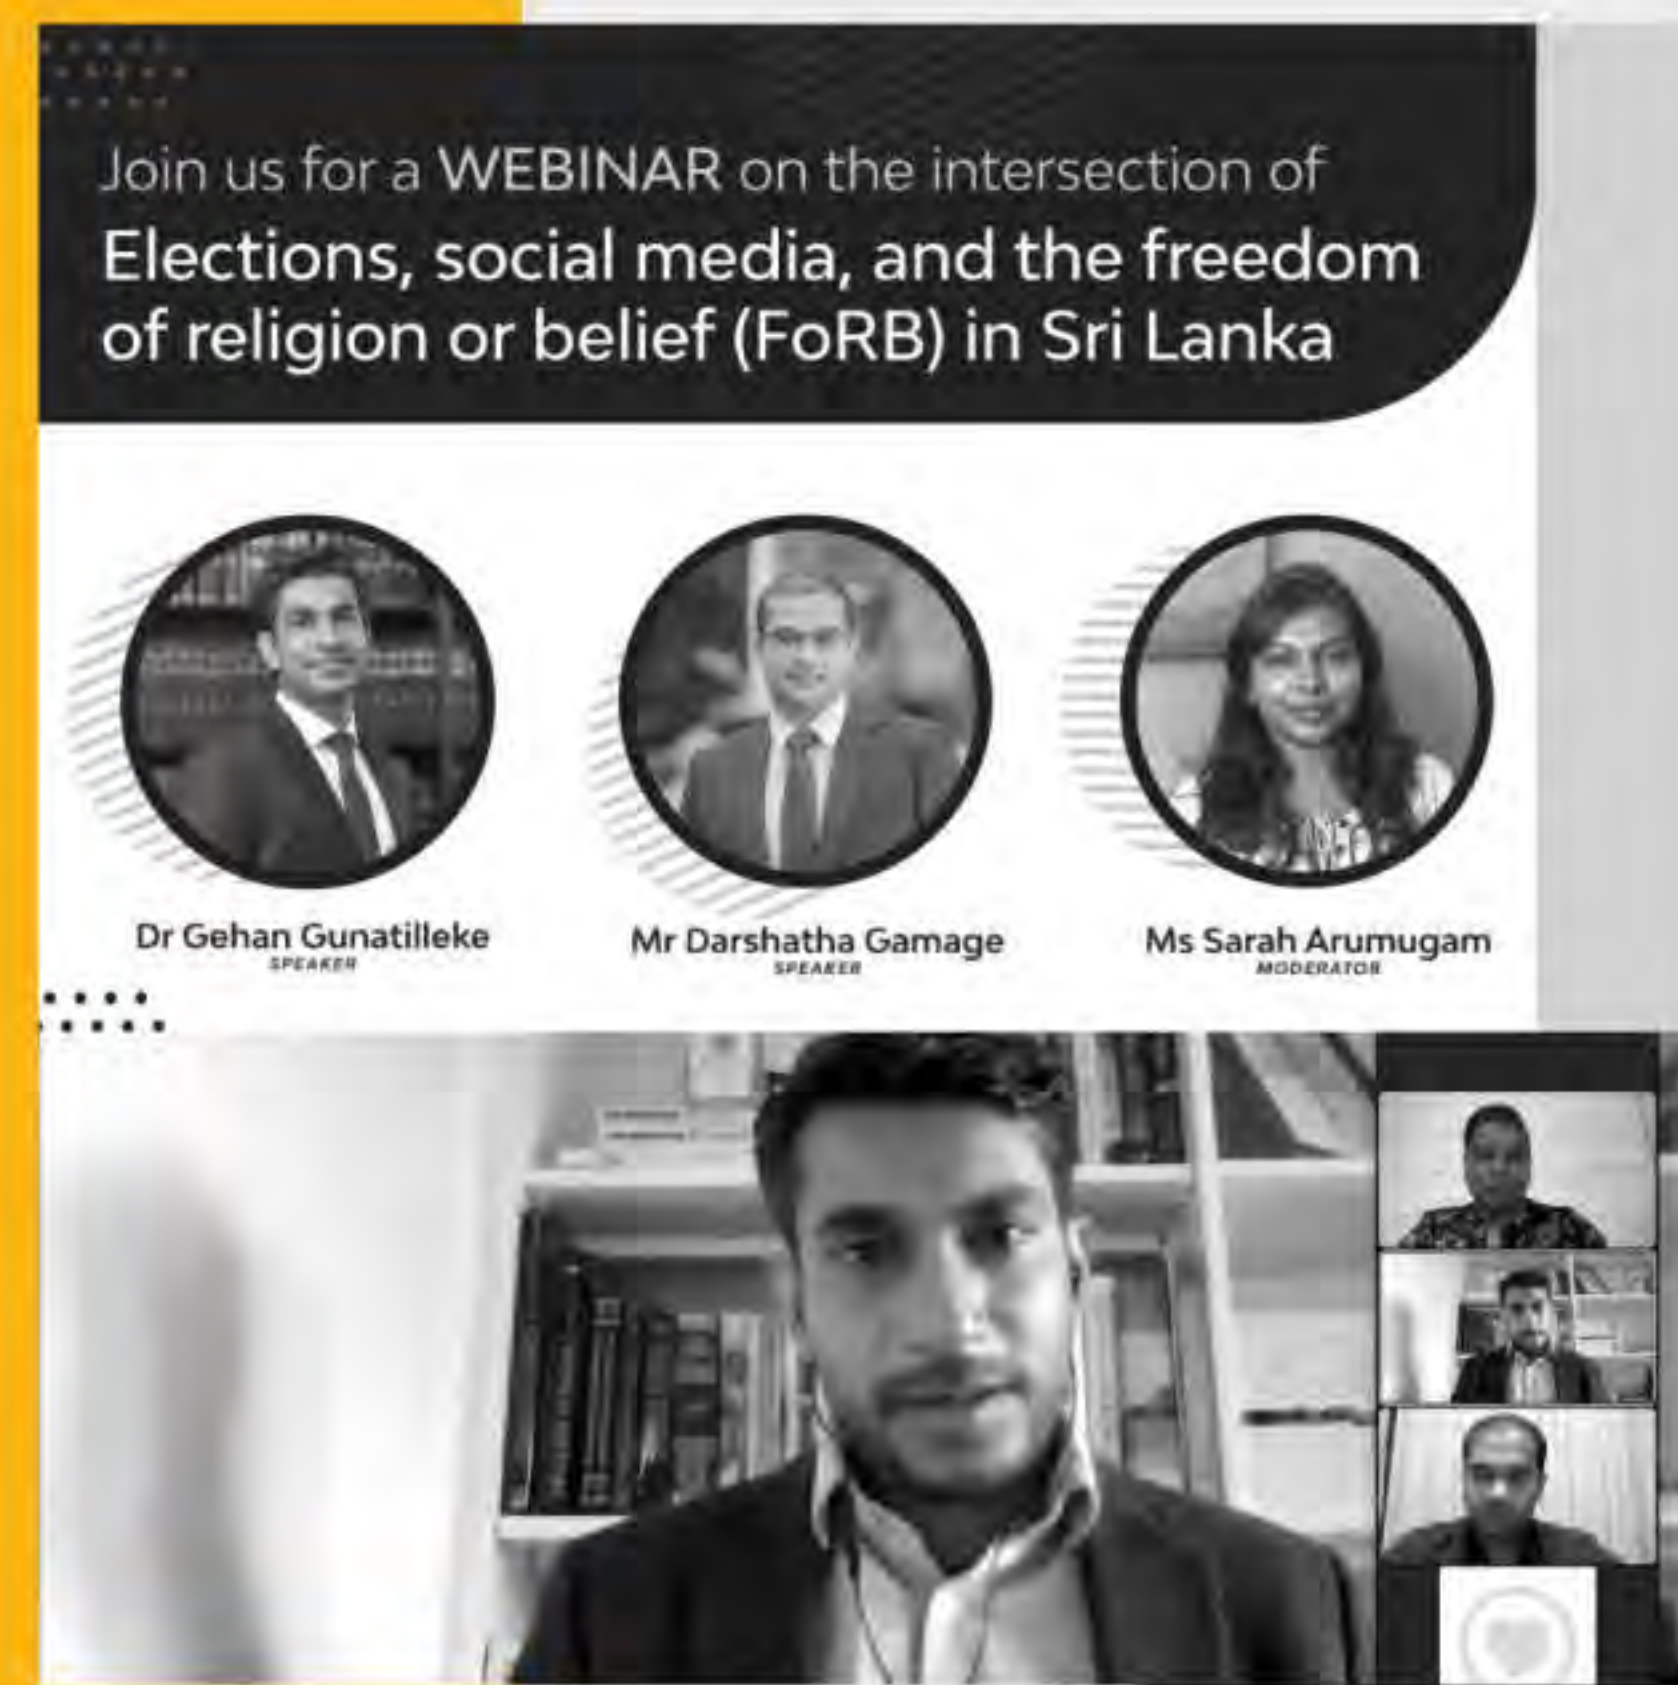 Join us for a WEBINAR on the intersection of
Elections, social media, and the freedom
of religion or belief (FoRB) in Sri Lanka
Dr Gehan Gunatilleke
SPEAKER
Mr Darshatha Gamage
SPEAKER
Ms Sarah Arumugam
MODERATOR